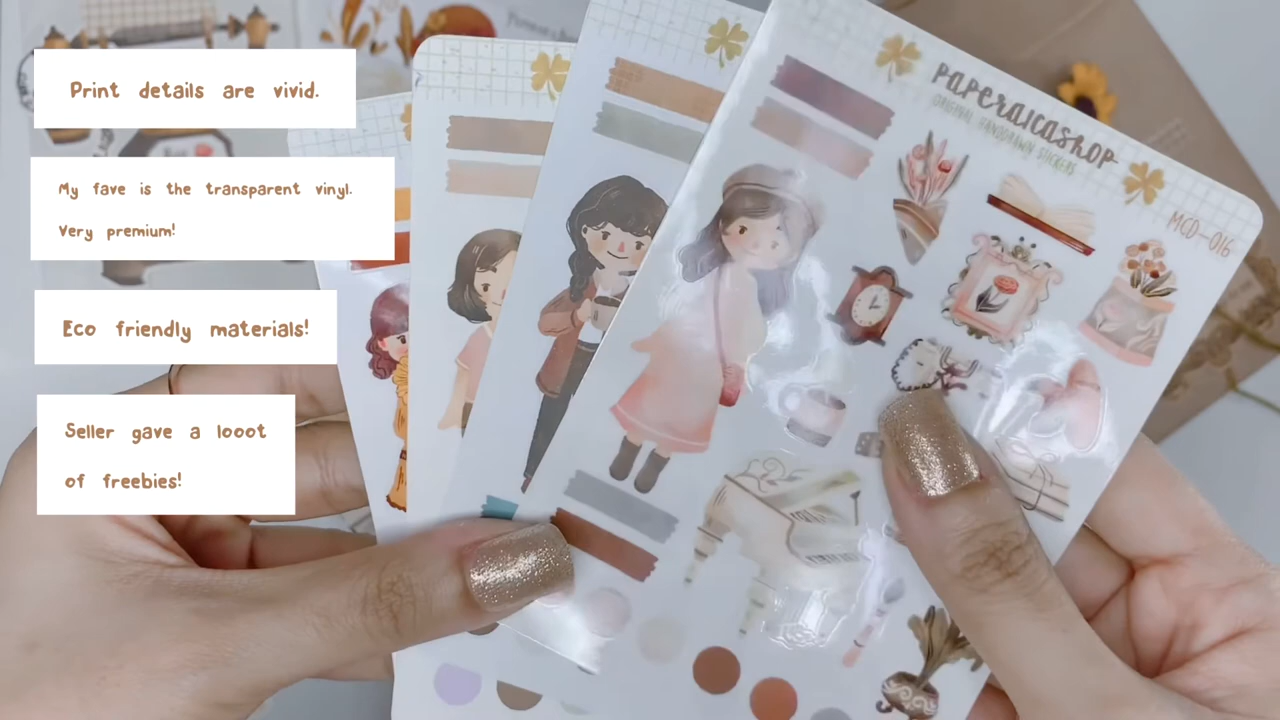 Print details are vivid.
My fave is the transparent vinyl.
Very premium!
Eco friendly materials!
Seller gave a looot
of freebies!
PAPERAICASHOP
ORIGINAL HANDDRAWN STICKERS
MCD-016